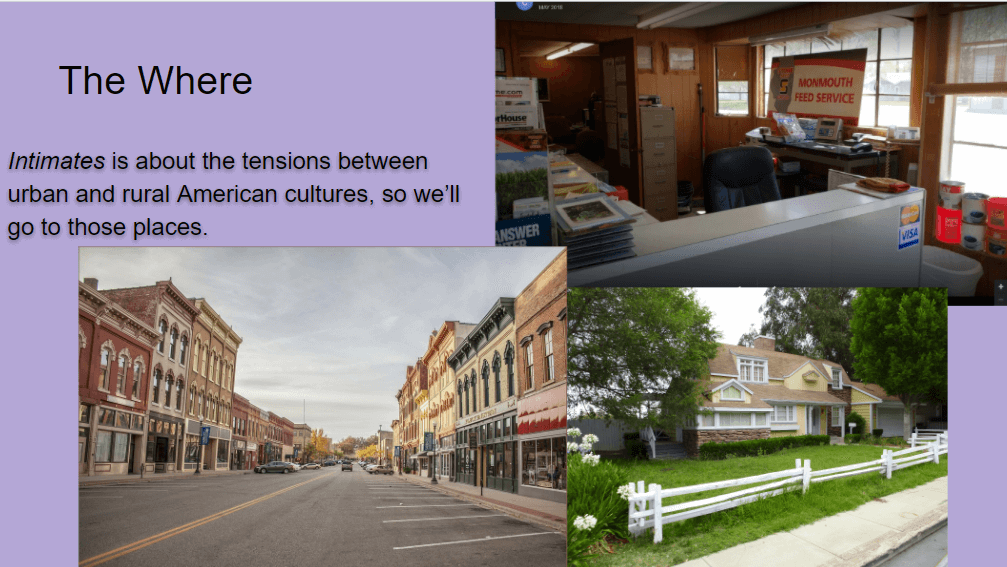 MAY 2018
The Where
MONMOUTH
FEED SERVICE
Intimates is about the tensions between
urban and rural American cultures, so we’ll
go to those places.
ANSWER
VISA